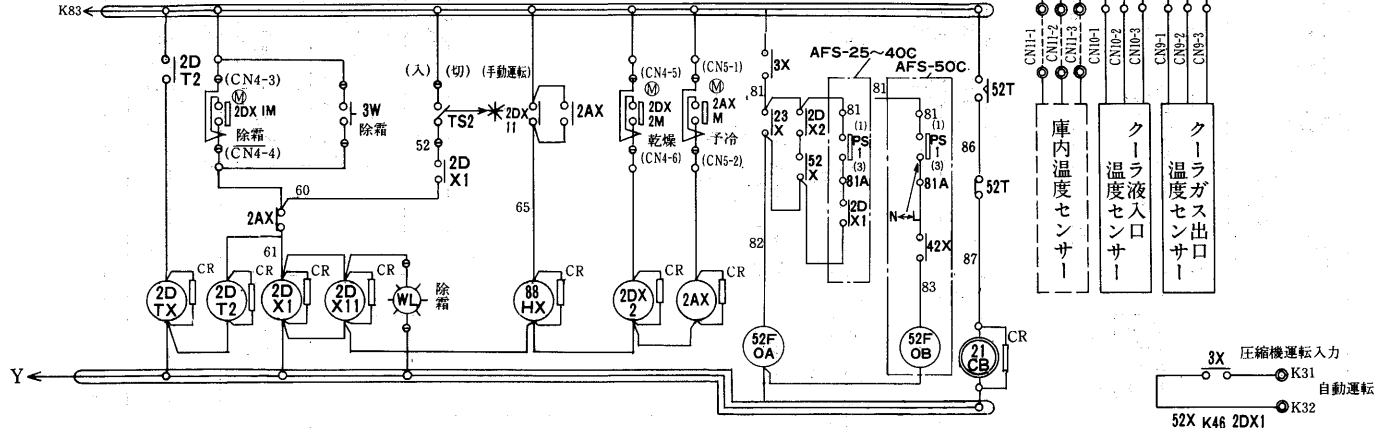 K83
2D
T2
(CN4-3)
Ⓜ
2DX 1M
除霜
(CN4-4)
3W
除霜
(入)
(切)
(手動運転)
TS2
52
2D
X1
2DX
11
2AX
(CN4-5)
Ⓜ
2DX
2M
乾燥
(CN4-6)
(CN5-1)
Ⓜ
2AX
M
予冷
(CN5-2)
3X
81
23
X
2D
X2
52
X
AFS-25～40C
81
(1)
PS
↑
(3)
81A
2D
X1
AFS-50C
81
81
(1)
PS
↑
(3)
81A
N↔L
42X
83
52T
86
52T
87
60
2AX
61
65
82
2D
TX
CR
2D
T2
CR
2D
X1
CR
2D
X11
CR
WL
除霜
88
HX
CR
2DX
2
CR
2AX
CR
52F
OA
52F
OB
21
CB
CR
Y
CN11-1
CN11-2
CN11-3
CN10-1
CN10-2
CN10-3
CN9-1
CN9-2
CN9-3
庫内温度センサー
クーラ液入口
温度センサー
クーラガス出口
温度センサー
3X
圧縮機運転入力
K31
自動運転
K32
52X K46 2DX1